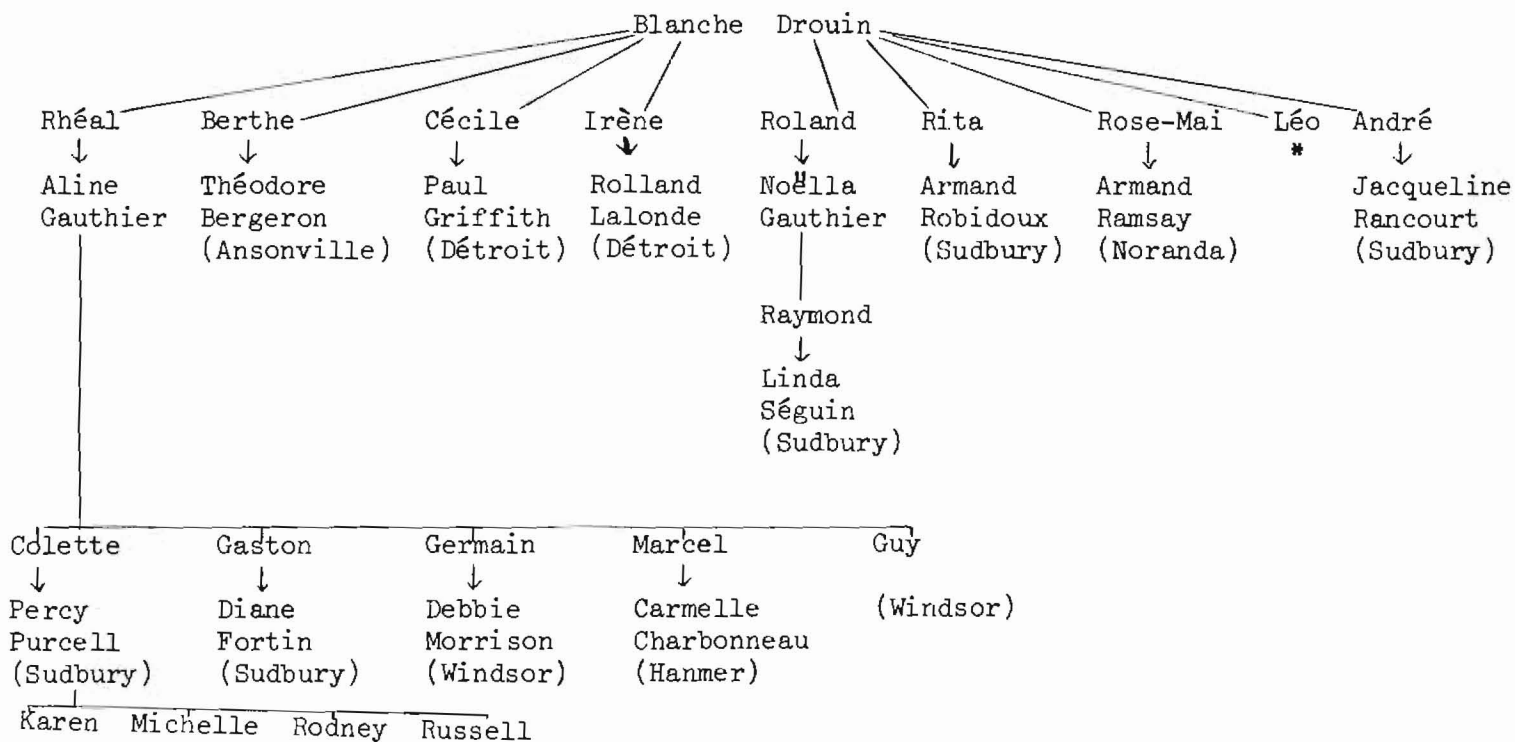 Blanche Drouin
Rhéal Berthe Cécile Irène Roland Rita Rose-Mai Léo André
*
Aline Théodore Paul Rolland Noëlla Armand Armand Jacqueline
Gauthier Bergeron Griffith Lalonde Gauthier Robidoux Ramsay Rancourt
(Ansonville) (Détroit) (Détroit) (Sudbury) (Noranda) (Sudbury)
Raymond
Linda
Séguin
(Sudbury)
Colette Gaston Germain Marcel Guy
Percy Diane Debbie Carmelle (Windsor)
Purcell Fortin Morrison Charbonneau
(Sudbury) (Sudbury) (Windsor) (Hanmer)
Karen Michelle Rodney Russell